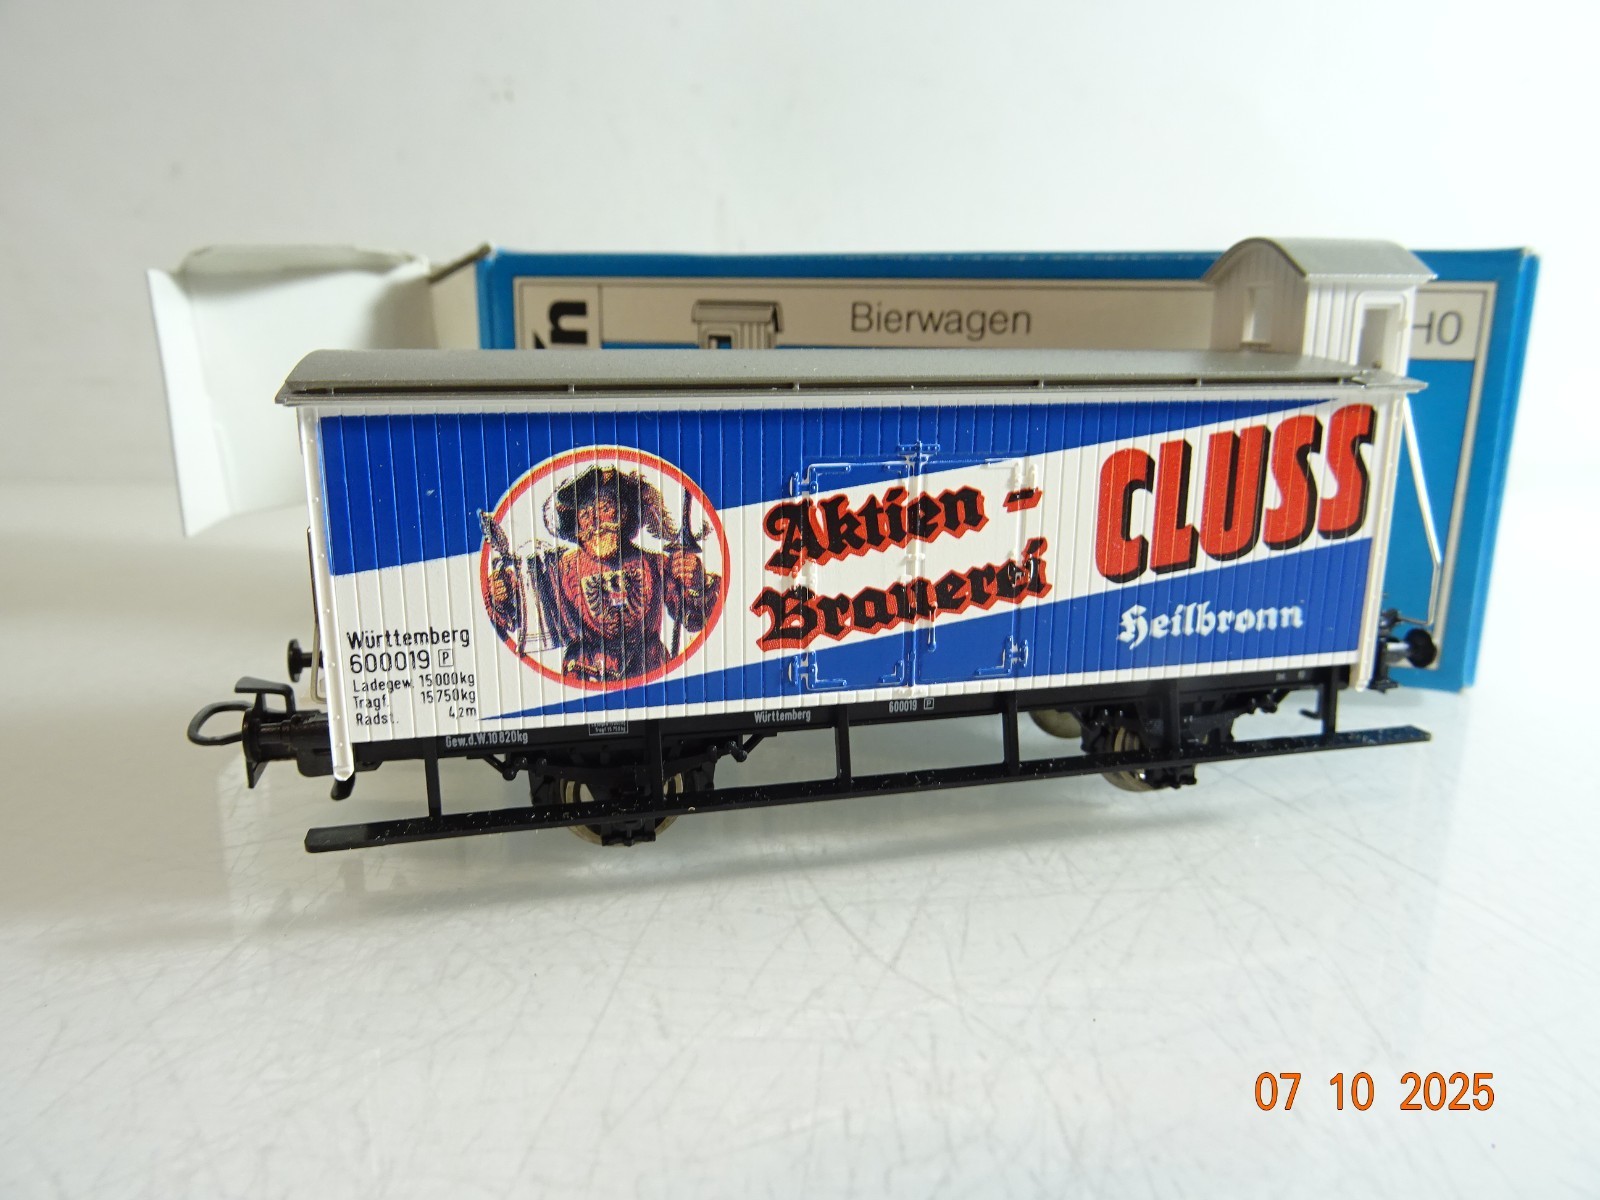 Bierwagen
H0
CLUSS
Aktien-
Brauerei
Heilbronn
Württemberg
600019 P
Ladegew. 15000kg
Tragf. 15750kg
Radst. 4,2m
Gew.d.W.10820kg
Württemberg
600019 P
07 10 2025